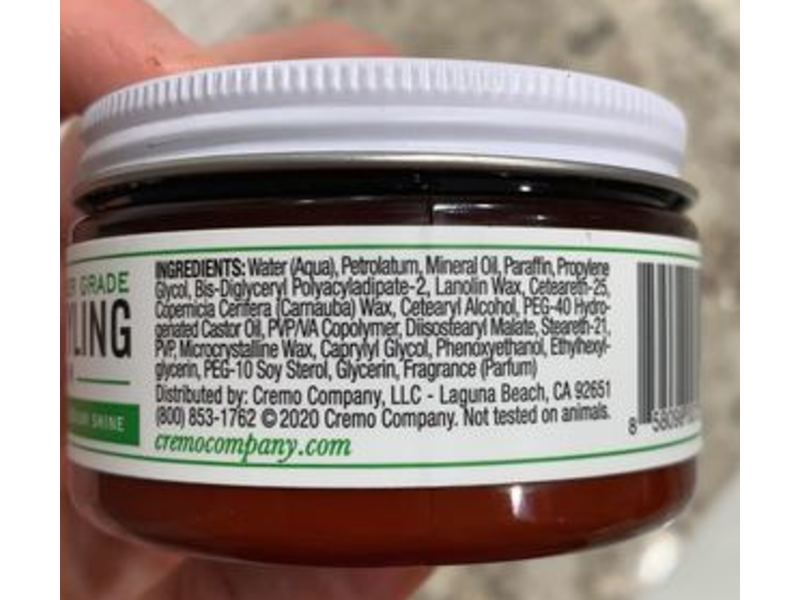 ER GRADE
YLING
SHINE
INGREDIENTS: Water (Aqua), Petrolatum, Mineral Oil, Paraffin, Propylene
Glycol, Bis-Diglyceryl Polyacyladipate-2, Lanolin Wax, Ceteareth-25,
Copernicia Cerifera (Carnauba) Wax, Cetearyl Alcohol, PEG-40 Hydro-
genated Castor Oil, PVP/VA Copolymer, Diisostearyl Malate, Steareth-21,
PVP, Microcrystalline Wax, Caprylyl Glycol, Phenoxyethanol, Ethylhexyl-
glycerin, PEG-10 Soy Sterol, Glycerin, Fragrance (Parfum)
Distributed by: Cremo Company, LLC - Laguna Beach, CA 92651
(800) 853-1762 © 2020 Cremo Company. Not tested on animals.
cremocompany.com
8 58098